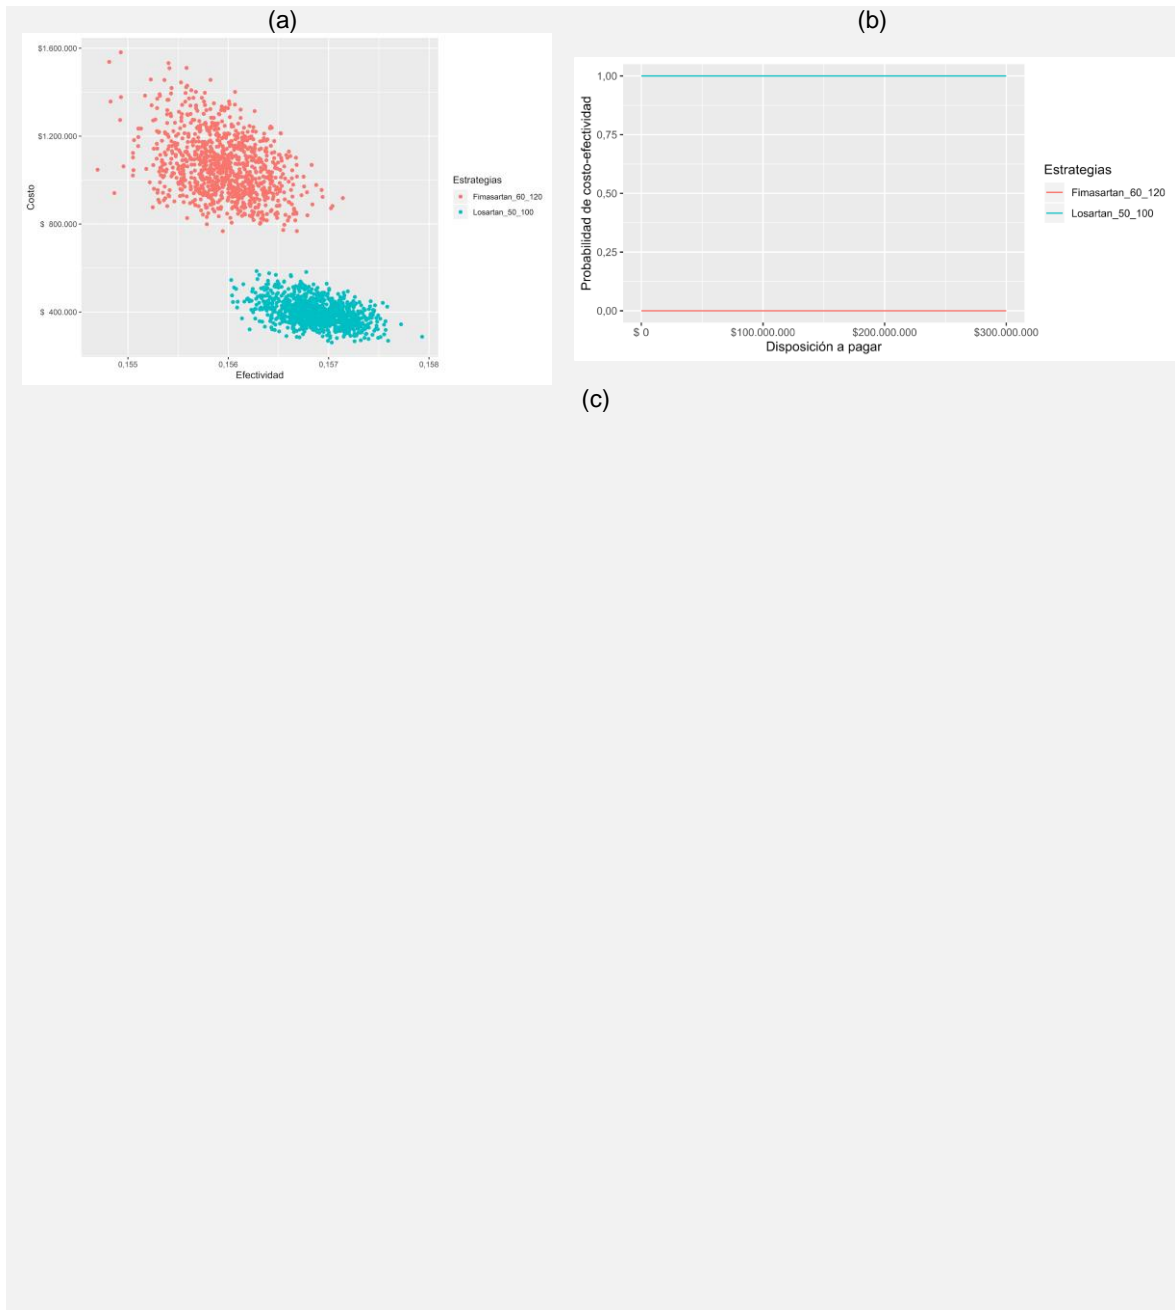 (a)
(b)
$1.600.000
$1.200.000
$ 800.000
$ 400.000
Costo
0,155
0,156
0,157
0,158
Efectividad
Estrategias
Fimasartan_60_120
Losartan_50_100
1,00
0,75
0,50
0,25
0,00
Probabilidad de costo-efectividad
$ 0
$100.000.000
$200.000.000
$300.000.000
Disposición a pagar
Estrategias
Fimasartan_60_120
Losartan_50_100
(c)